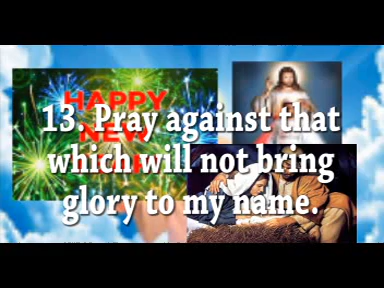 HAPPY
NEW
13. Pray against that
which will not bring
glory to my name.